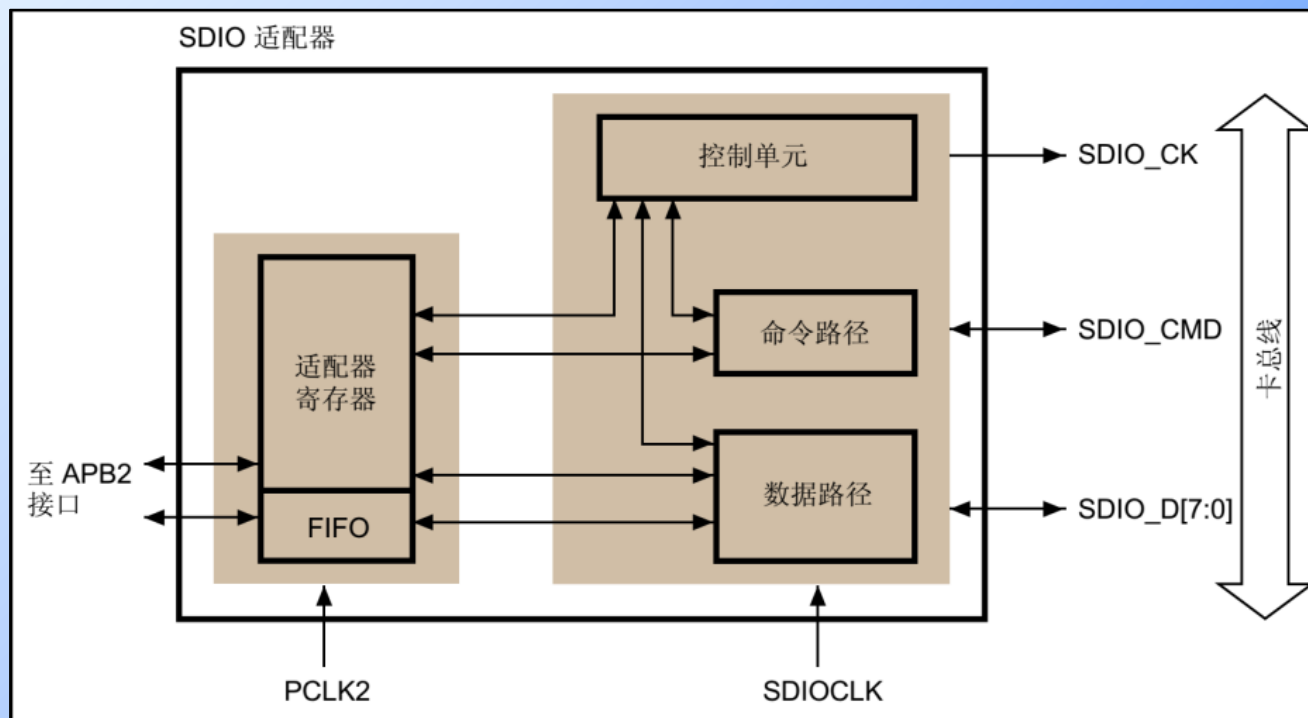 SDIO 适配器
控制单元
SDIO_CK
命令路径
SDIO_CMD
适配器
寄存器
卡总线
至 APB2
接口
FIFO
数据路径
SDIO_D[7:0]
PCLK2
SDIOCLK